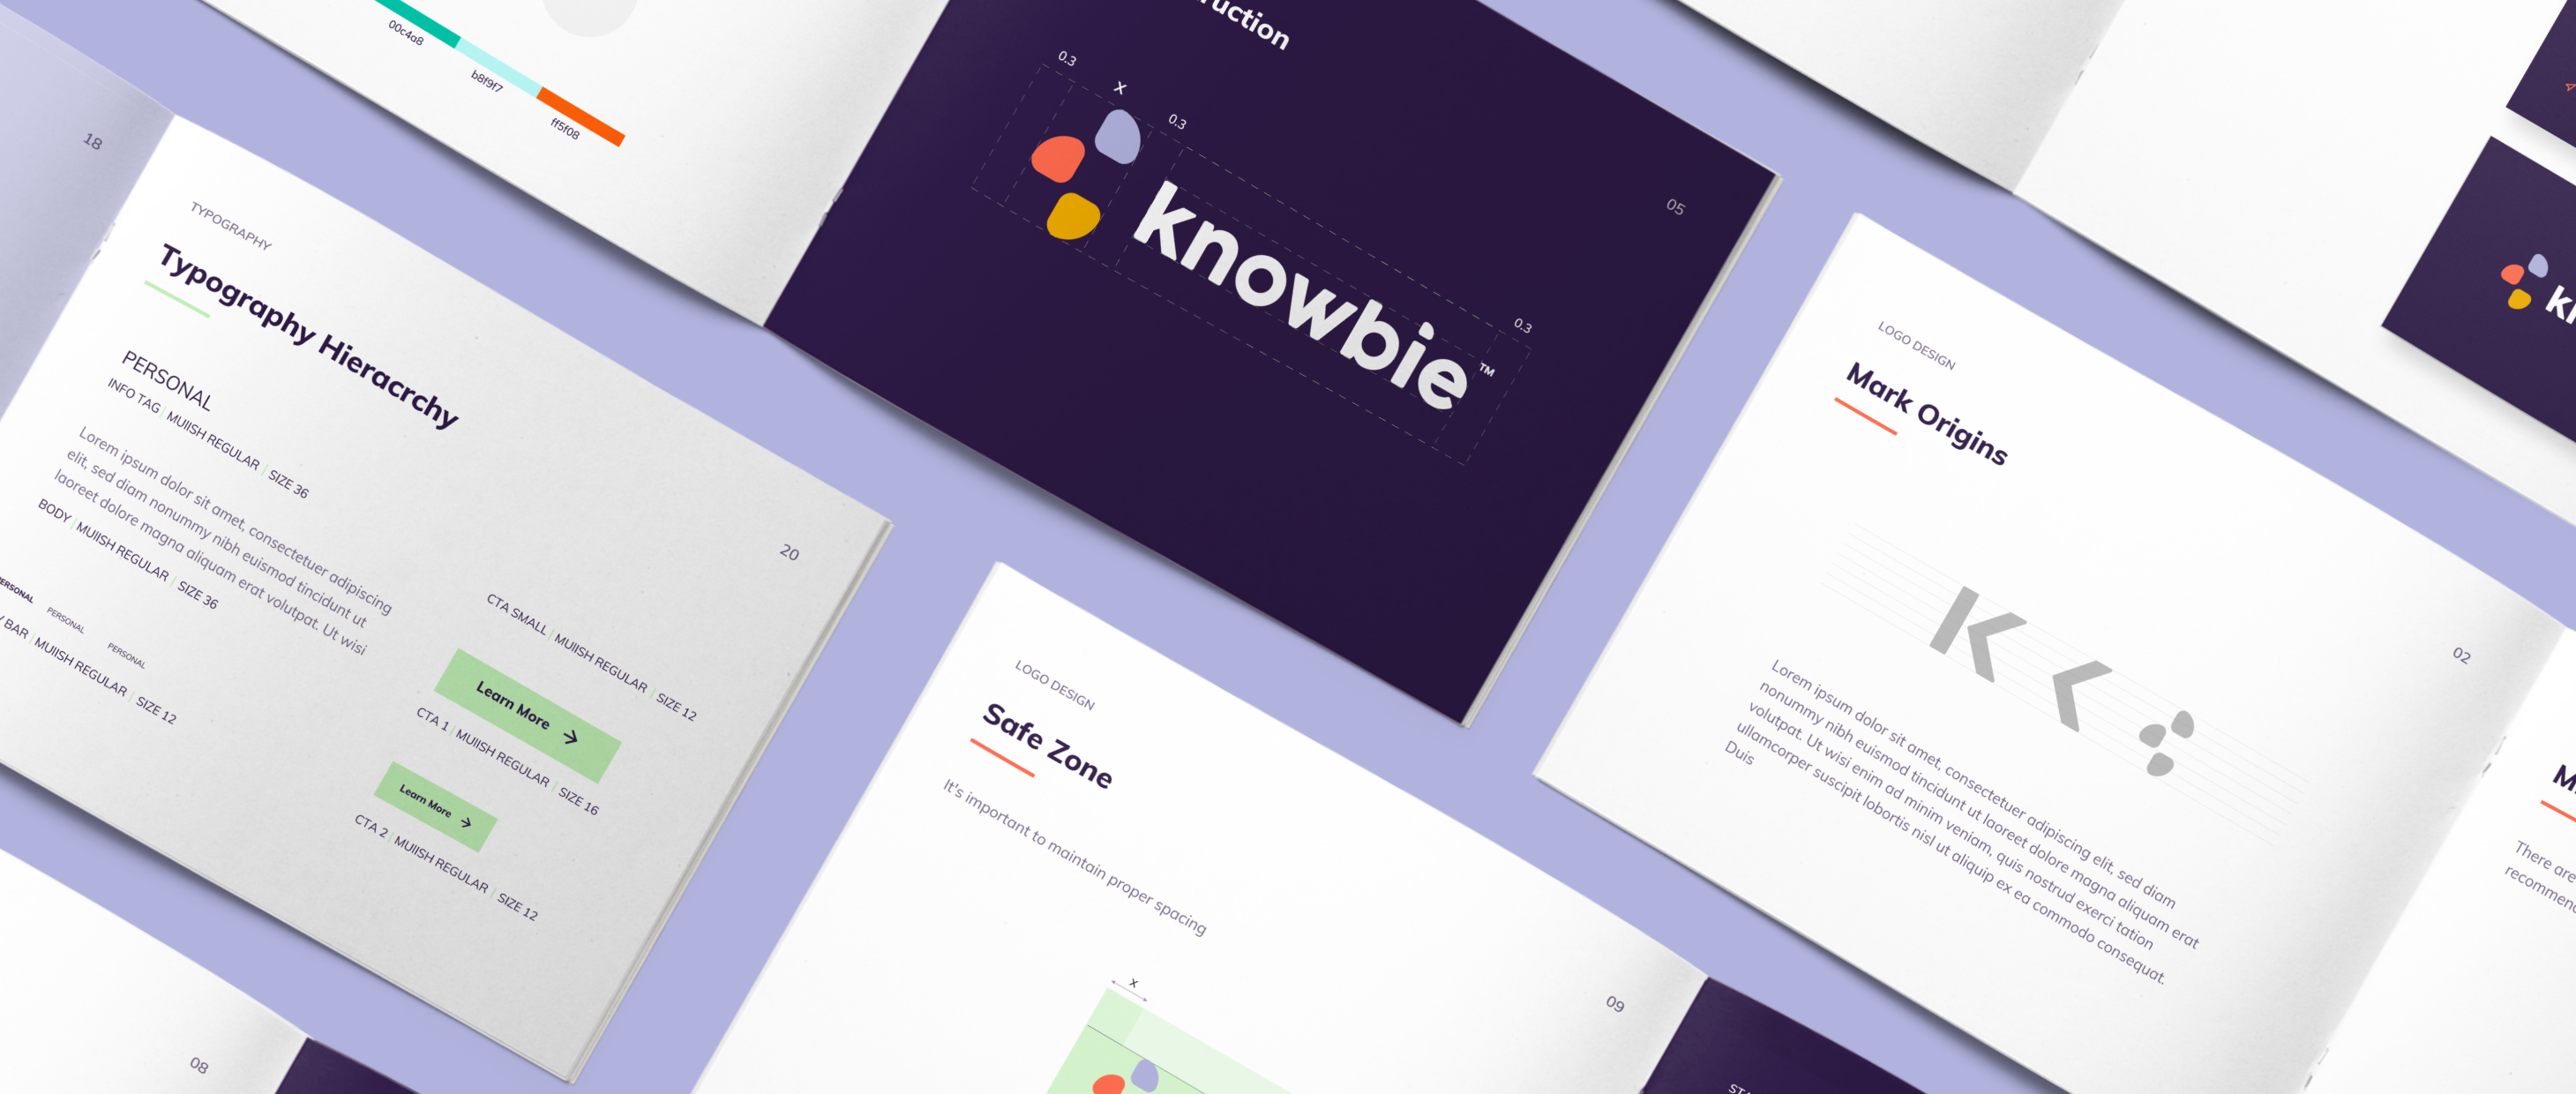 00c4a8
b8f9f7
ff5f08
18
TYPOGRAPHY
Typography Hieracrchy
PERSONAL
INFO TAG | MUIISH REGULAR | SIZE 36
Lorem ipsum dolor sit amet, consectetuer adipiscing
elit, sed diam nonummy nibh euismod tincidunt ut
laoreet dolore magna aliquam erat volutpat. Ut wisi
BODY | MUIISH REGULAR | SIZE 36
PERSONAL
PERSONAL
BAR | MUIISH REGULAR | SIZE 12
20
CTA SMALL | MUIISH REGULAR | SIZE 12
Learn More →
CTA 1 | MUIISH REGULAR | SIZE 16
Learn More →
CTA 2 | MUIISH REGULAR | SIZE 12
08
0.3
X
0.3
knowbie™
0.3
05
LOGO DESIGN
Safe Zone
It's important to maintain proper spacing
X
09
LOGO DESIGN
Mark Origins
K
Lorem ipsum dolor sit amet, consectetuer adipiscing elit, sed diam
nonummy nibh euismod tincidunt ut laoreet dolore magna aliquam erat
volutpat. Ut wisi enim ad minim veniam, quis nostrud exerci tation
ullamcorper suscipit lobortis nisl ut aliquip ex ea commodo consequat.
Duis
02
There are